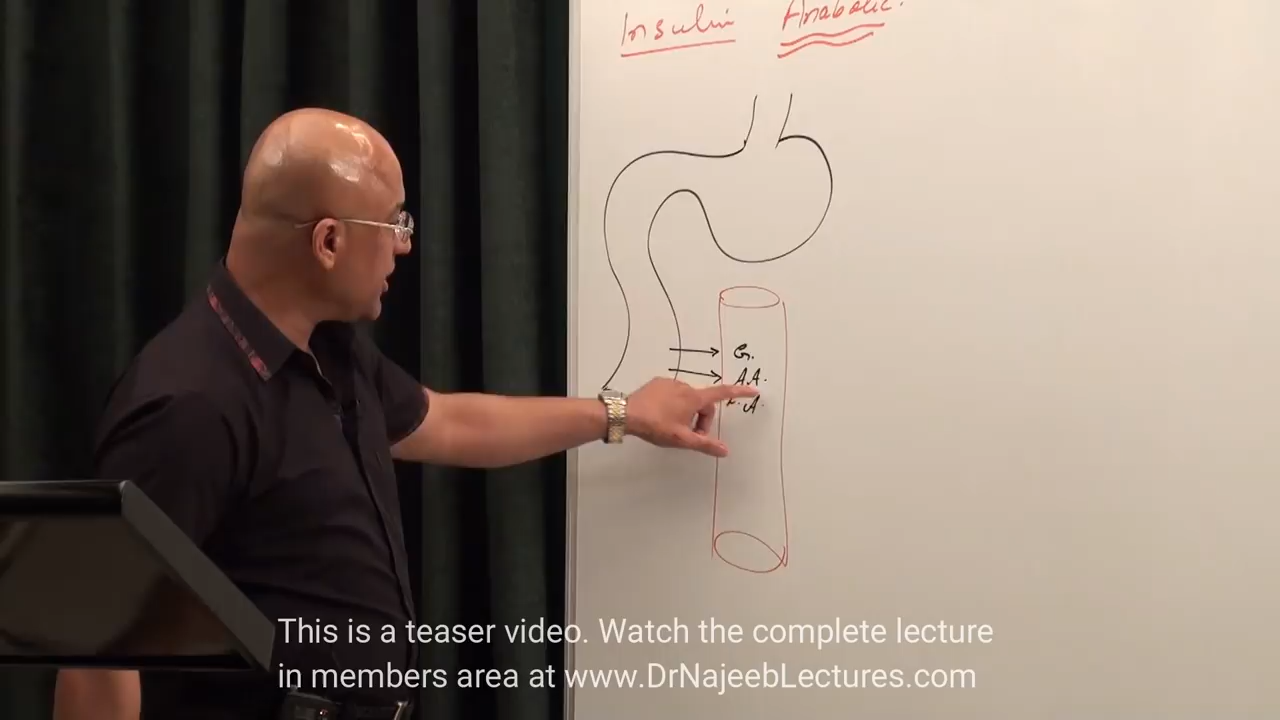 Insulin Anabolic.
G.
A.A.
A.
This is a teaser video. Watch the complete lecture
in members area at www.DrNajeebLectures.com